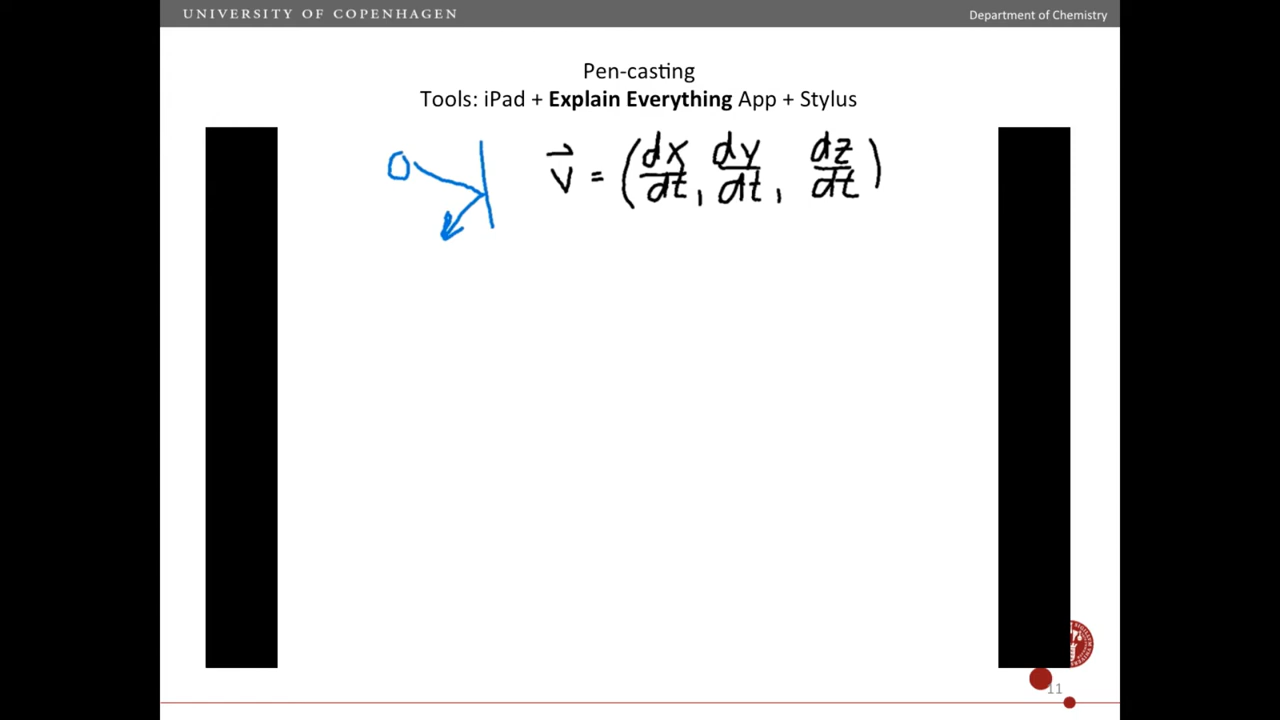 UNIVERSITY OF COPENHAGEN
Department of Chemistry
Pen-casting
Tools: iPad + Explain Everything App + Stylus
v⃗ = (dx/dt, dy/dt, dz/dt)
11